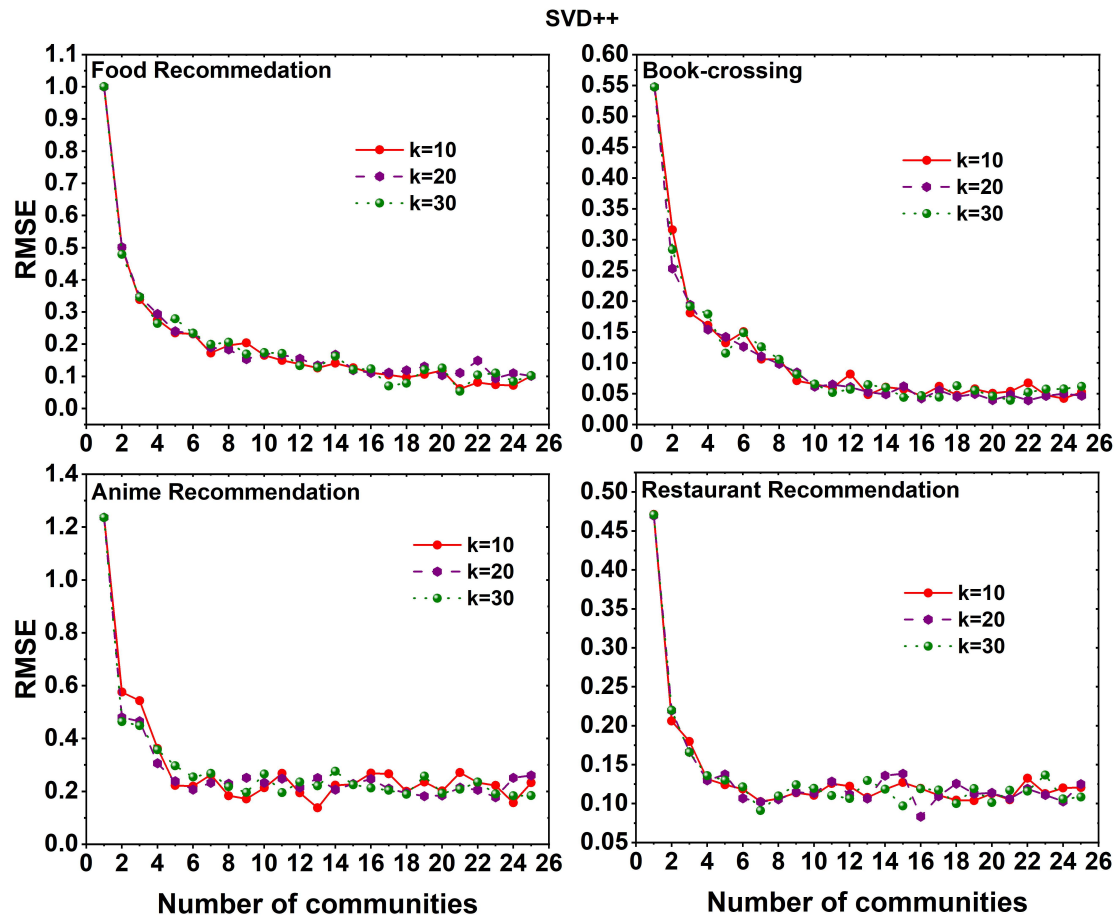 SVD++
Food Recommedation
1.1
1.0
0.9
0.8
0.7
0.6
0.5
0.4
0.3
0.2
0.1
0.0
RMSE
k=10
k=20
k=30
0 2 4 6 8 10 12 14 16 18 20 22 24 26
Book-crossing
0.60
0.55
0.50
0.45
0.40
0.35
0.30
0.25
0.20
0.15
0.10
0.05
0.00
k=10
k=20
k=30
0 2 4 6 8 10 12 14 16 18 20 22 24 26
Anime Recommendation
1.4
1.2
1.0
0.8
0.6
0.4
0.2
0.0
RMSE
k=10
k=20
k=30
0 2 4 6 8 10 12 14 16 18 20 22 24 26
Number of communities
Restaurant Recommendation
0.50
0.45
0.40
0.35
0.30
0.25
0.20
0.15
0.10
0.05
k=10
k=20
k=30
0 2 4 6 8 10 12 14 16 18 20 22 24 26
Number of communities